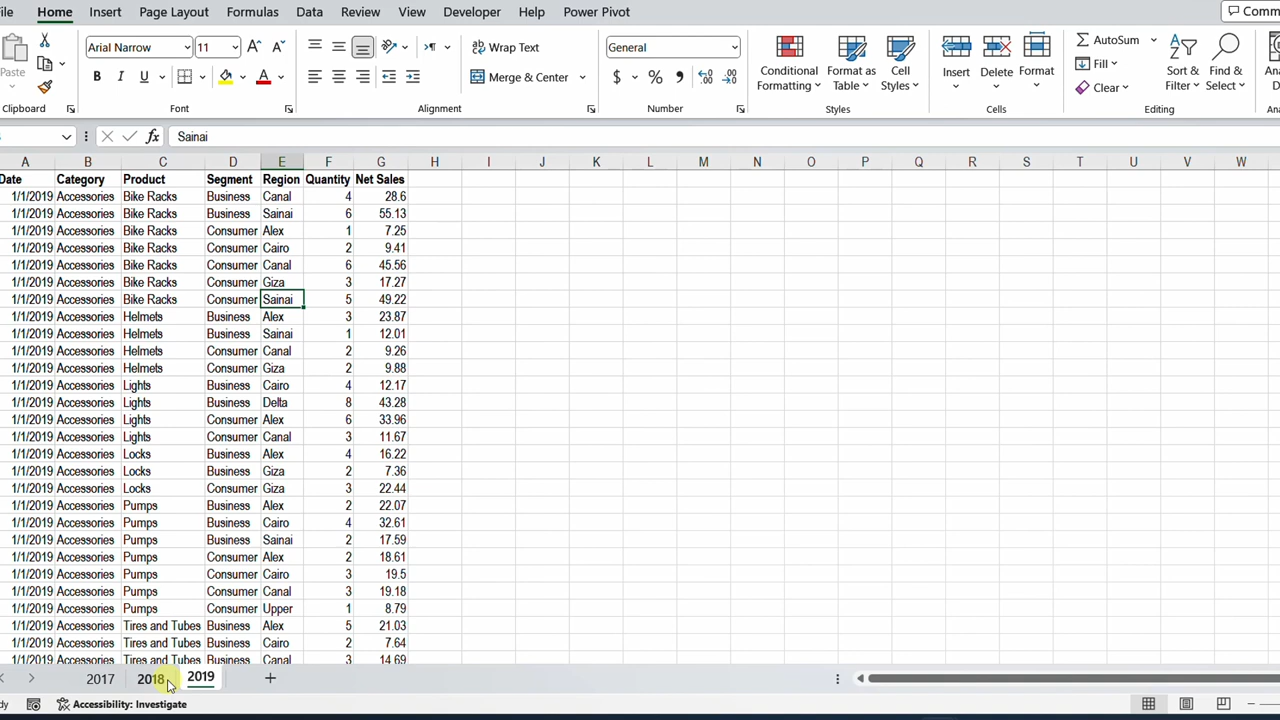 File Home Insert Page Layout Formulas Data Review View Developer Help Power Pivot
Arial Narrow 11 Wrap Text General AutoSum
Paste B I U Merge & Center $ % Conditional Formatting Format as Table Cell Styles Insert Delete Format Fill Sort & Filter Find & Select
Clear
Clipboard Font Alignment Number Styles Cells Editing
fx Sainai
A B C D E F G H I J K L M N O P Q R S T U V W
Date Category Product Segment Region Quantity Net Sales
1/1/2019 Accessories Bike Racks Business Canal 4 28.6
1/1/2019 Accessories Bike Racks Business Sainai 6 55.13
1/1/2019 Accessories Bike Racks Consumer Alex 1 7.25
1/1/2019 Accessories Bike Racks Consumer Cairo 2 9.41
1/1/2019 Accessories Bike Racks Consumer Canal 6 45.56
1/1/2019 Accessories Bike Racks Consumer Giza 3 17.27
1/1/2019 Accessories Bike Racks Consumer Sainai 5 49.22
1/1/2019 Accessories Helmets Business Alex 3 23.87
1/1/2019 Accessories Helmets Business Sainai 1 12.01
1/1/2019 Accessories Helmets Consumer Canal 2 9.26
1/1/2019 Accessories Helmets Consumer Giza 2 9.88
1/1/2019 Accessories Lights Business Cairo 4 12.17
1/1/2019 Accessories Lights Business Delta 8 43.28
1/1/2019 Accessories Lights Consumer Alex 6 33.96
1/1/2019 Accessories Lights Consumer Canal 3 11.67
1/1/2019 Accessories Locks Business Alex 4 16.22
1/1/2019 Accessories Locks Business Giza 2 7.36
1/1/2019 Accessories Locks Consumer Giza 3 22.44
1/1/2019 Accessories Pumps Business Alex 2 22.07
1/1/2019 Accessories Pumps Business Cairo 4 32.61
1/1/2019 Accessories Pumps Business Sainai 2 17.59
1/1/2019 Accessories Pumps Consumer Alex 2 18.61
1/1/2019 Accessories Pumps Consumer Cairo 3 19.5
1/1/2019 Accessories Pumps Consumer Canal 3 19.18
1/1/2019 Accessories Pumps Consumer Upper 1 8.79
1/1/2019 Accessories Tires and Tubes Business Alex 5 21.03
1/1/2019 Accessories Tires and Tubes Business Cairo 2 7.64
1/1/2019 Accessories Tires and Tubes Business Canal 3 14.69
2017 2018 2019
Accessibility: Investigate